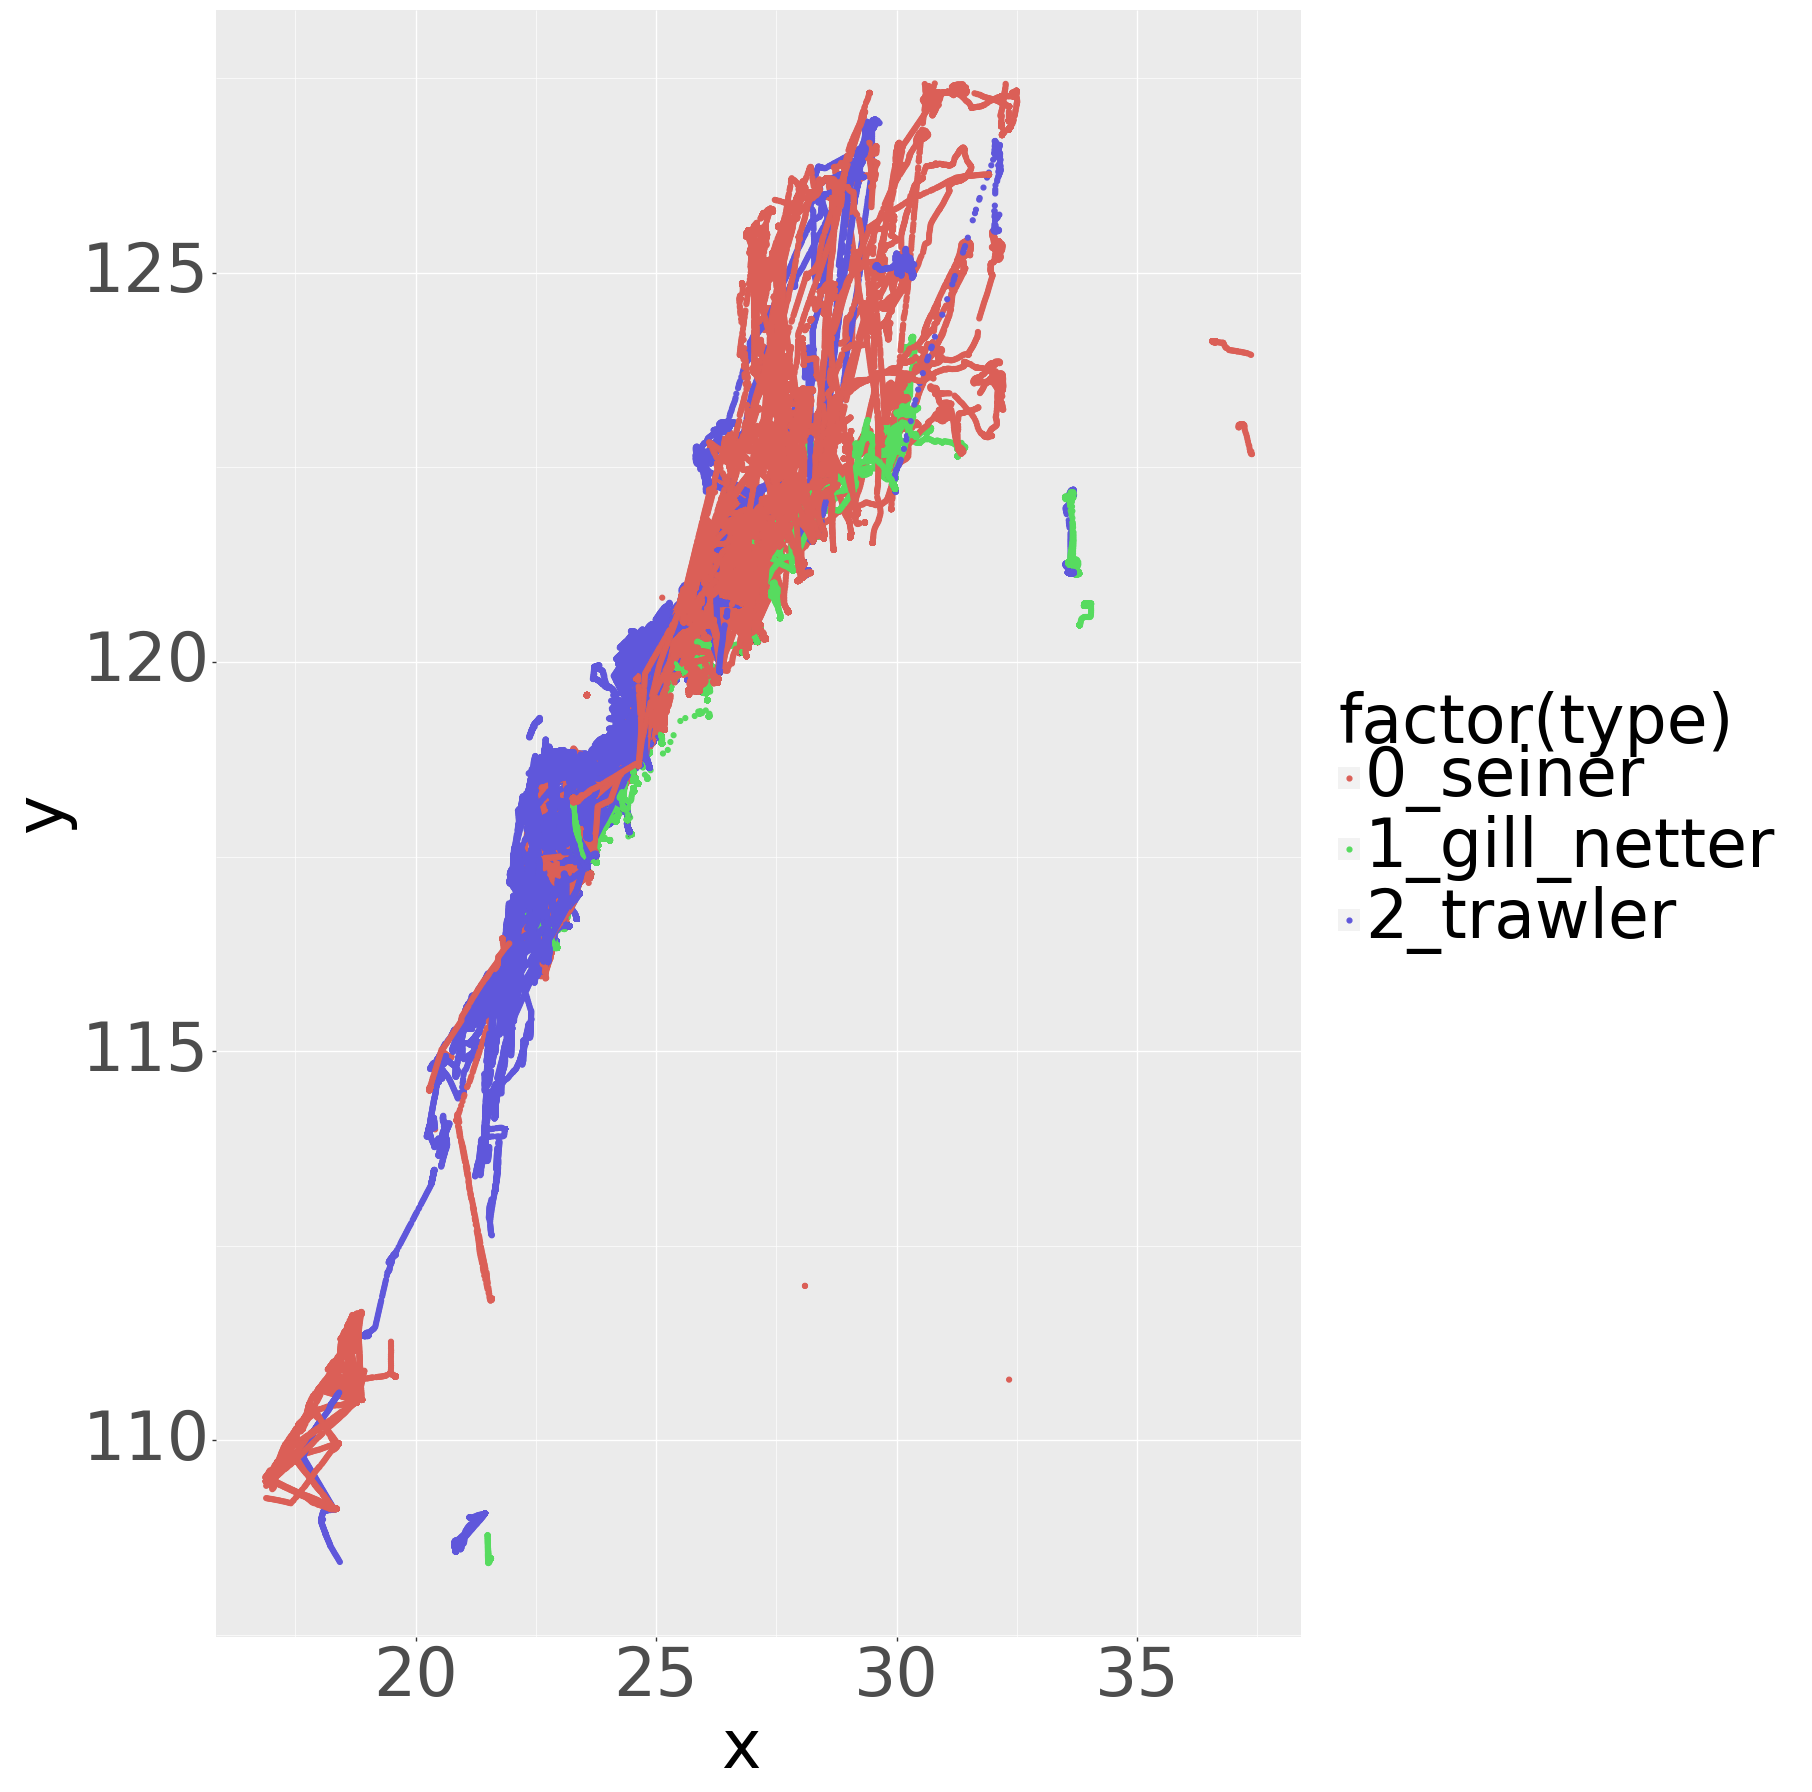 125
120
115
110
y
20 25 30 35
x
factor(type)
0_seiner
1_gill_netter
2_trawler